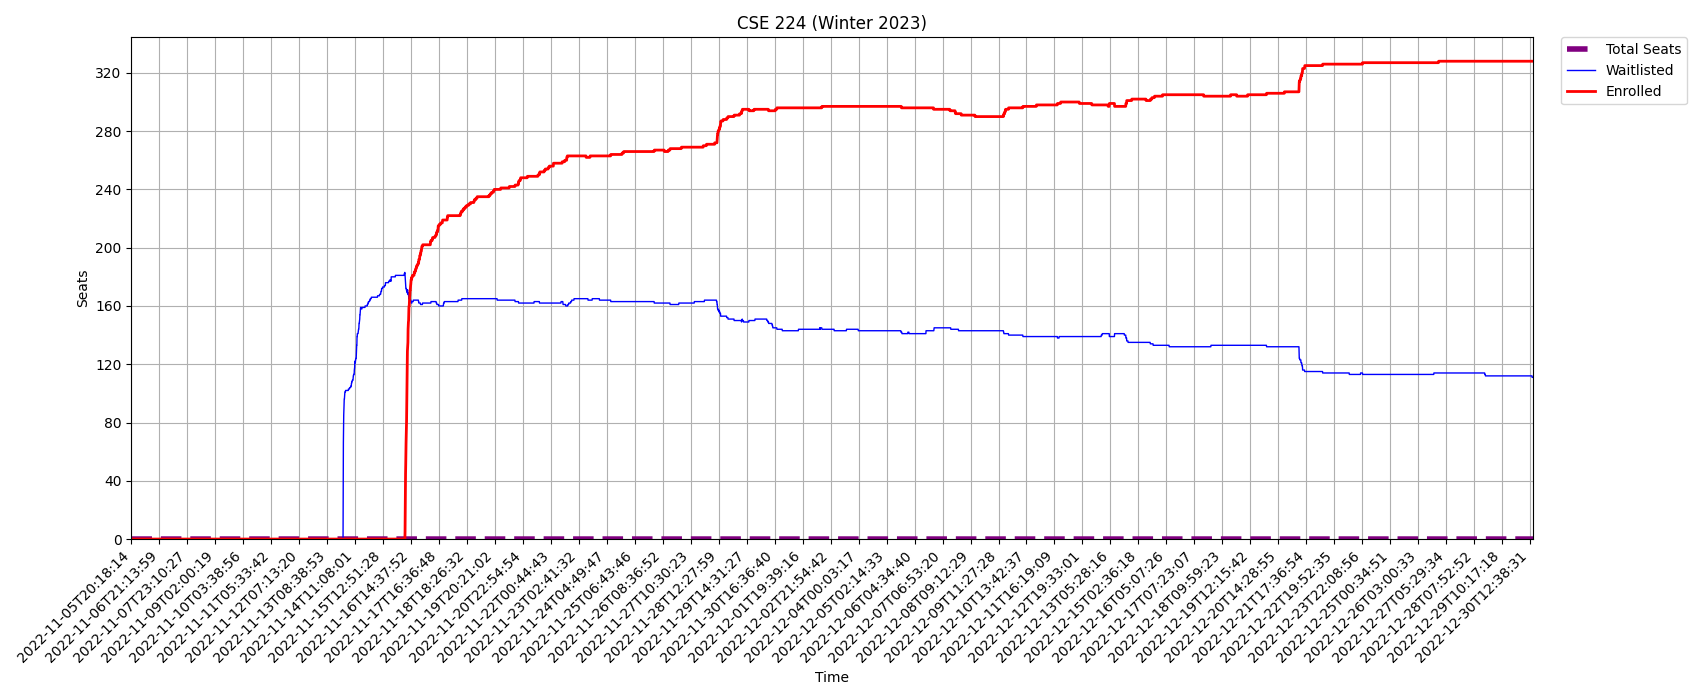 CSE 224 (Winter 2023)
Total Seats
Waitlisted
Enrolled
Seats
320
280
240
200
160
120
80
40
0
2022-11-05T20:18:14
2022-11-06T21:13:59
2022-11-07T23:10:27
2022-11-09T02:00:19
2022-11-10T03:38:56
2022-11-11T05:33:42
2022-11-12T07:13:20
2022-11-13T08:38:53
2022-11-14T11:08:01
2022-11-15T12:51:28
2022-11-16T14:37:52
2022-11-17T16:36:48
2022-11-18T18:26:32
2022-11-19T20:21:02
2022-11-20T22:54:54
2022-11-22T00:44:43
2022-11-23T02:41:32
2022-11-24T04:49:47
2022-11-25T06:43:46
2022-11-26T08:36:52
2022-11-27T10:30:23
2022-11-28T12:27:59
2022-11-29T14:31:27
2022-11-30T16:36:40
2022-12-01T19:39:16
2022-12-02T21:54:42
2022-12-04T00:03:17
2022-12-05T02:14:33
2022-12-06T04:34:40
2022-12-07T06:53:20
2022-12-08T09:12:29
2022-12-09T11:27:28
2022-12-10T13:42:37
2022-12-11T16:19:09
2022-12-12T19:33:01
2022-12-13T05:28:16
2022-12-15T02:36:18
2022-12-16T05:07:26
2022-12-17T07:23:07
2022-12-18T09:59:23
2022-12-19T12:15:42
2022-12-20T14:28:55
2022-12-21T17:36:54
2022-12-22T19:52:35
2022-12-23T22:08:56
2022-12-25T00:34:51
2022-12-26T03:00:33
2022-12-27T05:29:34
2022-12-28T07:52:52
2022-12-29T10:17:18
2022-12-30T12:38:31
Time